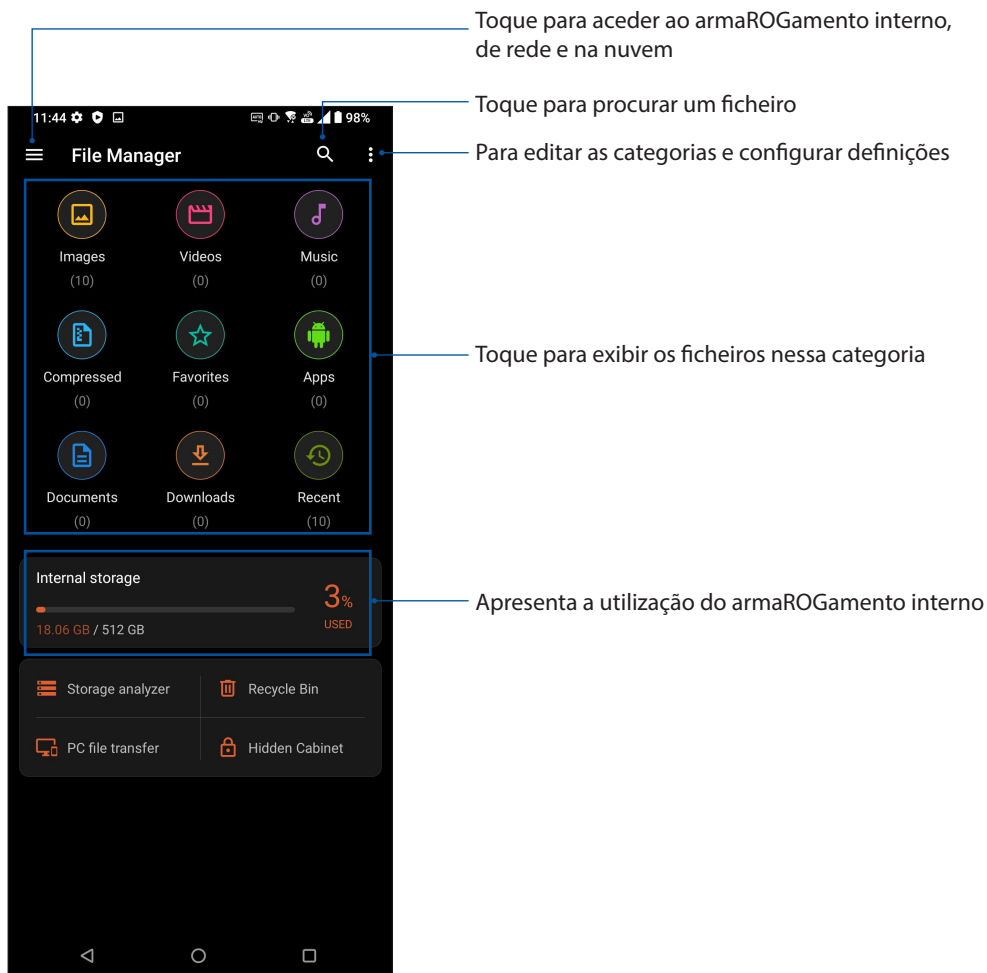 Toque para aceder ao armaROGamento interno,
de rede e na nuvem
Toque para procurar um ficheiro
Para editar as categorias e configurar definições
11:44 98%
File Manager
Images Videos Music
(10) (0) (0)
Compressed Favorites Apps
(0) (0) (0)
Toque para exibir os ficheiros nessa categoria
Documents Downloads Recent
(0) (0) (10)
Internal storage
3%
18.06 GB / 512 GB USED
Apresenta a utilização do armaROGamento interno
Storage analyzer Recycle Bin
PC file transfer Hidden Cabinet